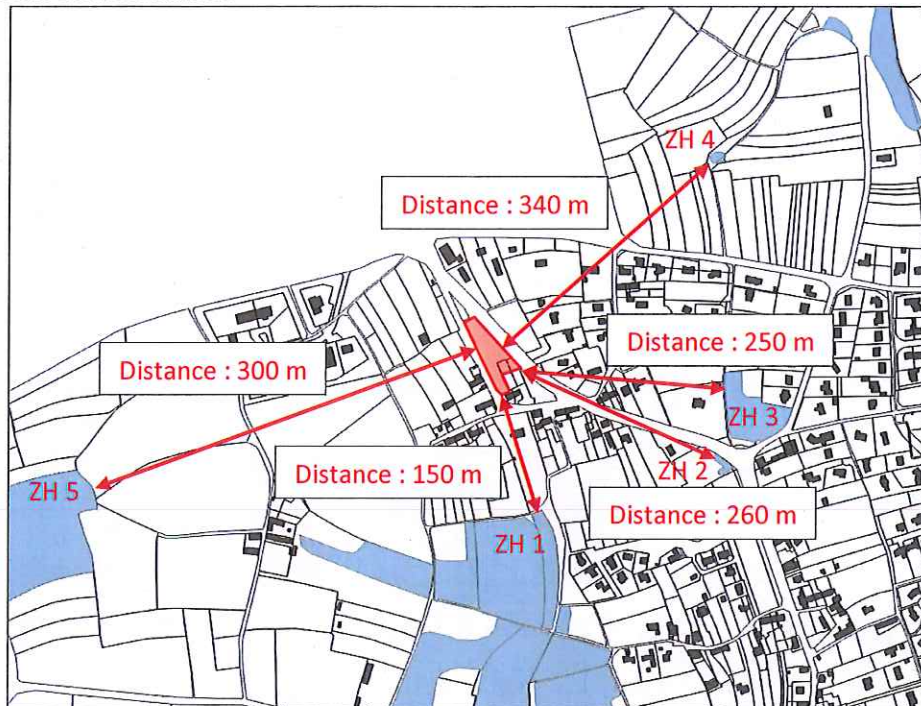 ZH 4
Distance : 340 m
Distance : 250 m
Distance : 300 m
ZH 3
ZH 2
Distance : 150 m
ZH 5
Distance : 260 m
ZH 1